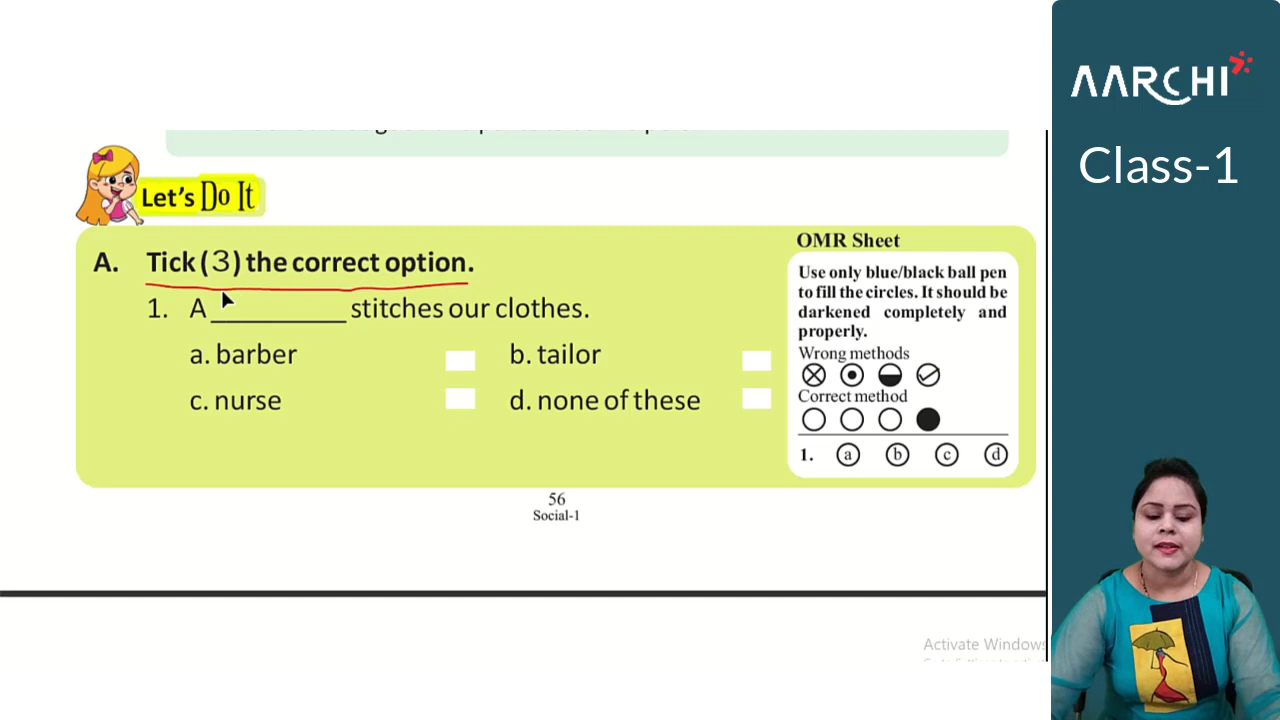 Let's Do It
A. Tick (3) the correct option.
1. A _________ stitches our clothes.
a. barber
b. tailor
c. nurse
d. none of these
OMR Sheet
Use only blue/black ball pen
to fill the circles. It should be
darkened completely and
properly.
Wrong methods
Correct method
1. a b c d
56
Social-1
Activate Windows
AARCHI
Class-1